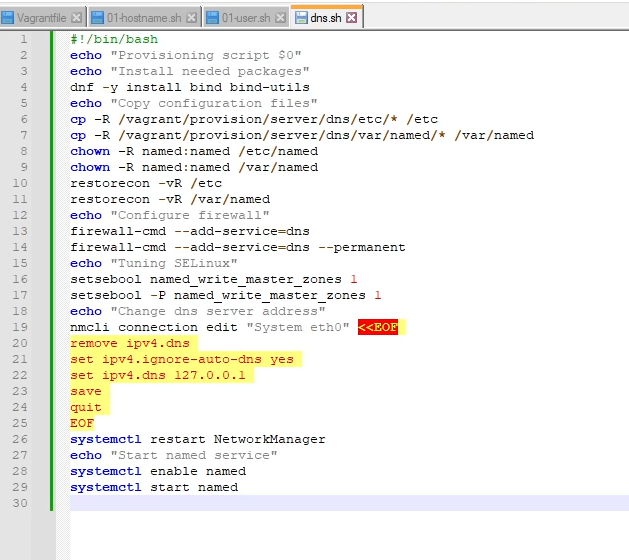 Vagrantfile 01-hostname.sh 01-user.sh dns.sh
1 #!/bin/bash
2 echo "Provisioning script $0"
3 echo "Install needed packages"
4 dnf -y install bind bind-utils
5 echo "Copy configuration files"
6 cp -R /vagrant/provision/server/dns/etc/* /etc
7 cp -R /vagrant/provision/server/dns/var/named/* /var/named
8 chown -R named:named /etc/named
9 chown -R named:named /var/named
10 restorecon -vR /etc
11 restorecon -vR /var/named
12 echo "Configure firewall"
13 firewall-cmd --add-service=dns
14 firewall-cmd --add-service=dns --permanent
15 echo "Tuning SELinux"
16 setsebool named_write_master_zones 1
17 setsebool -P named_write_master_zones 1
18 echo "Change dns server address"
19 nmcli connection edit "System eth0" <<EOF
20 remove ipv4.dns
21 set ipv4.ignore-auto-dns yes
22 set ipv4.dns 127.0.0.1
23 save
24 quit
25 EOF
26 systemctl restart NetworkManager
27 echo "Start named service"
28 systemctl enable named
29 systemctl start named
30